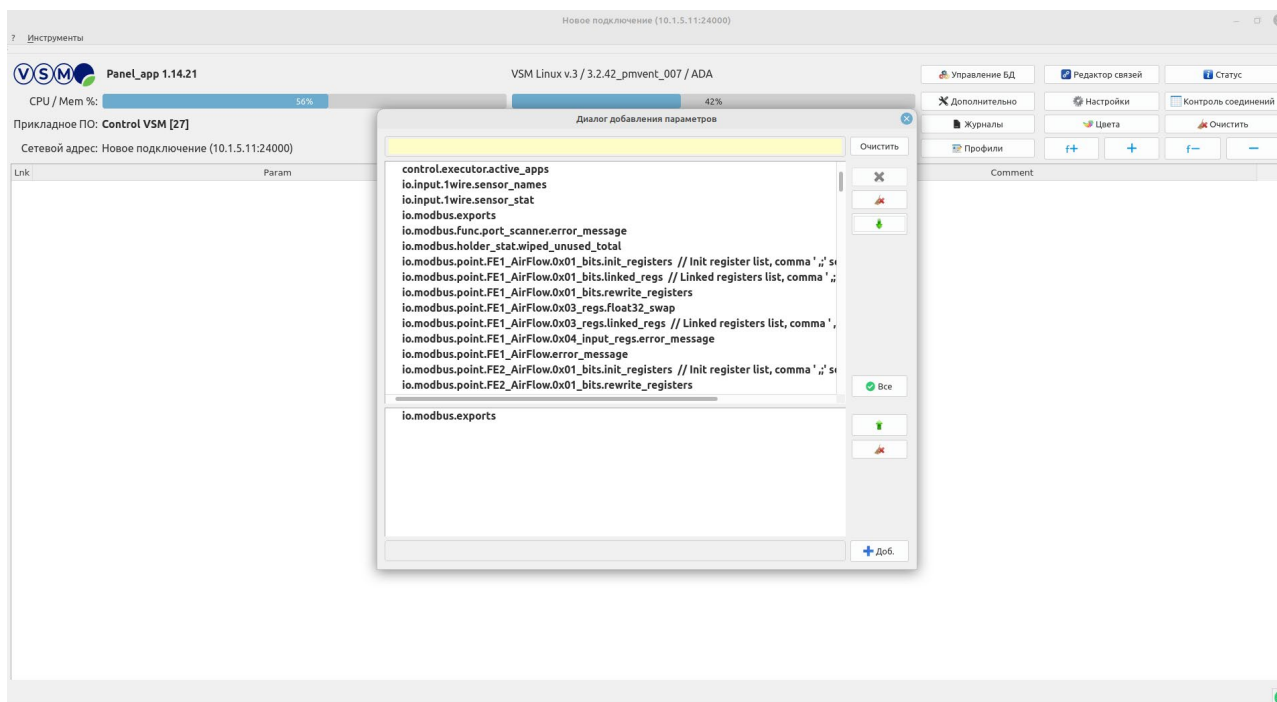 Новое подключение (10.1.5.11:24000)
? Инструменты
VSM Panel_app 1.14.21 VSM Linux v.3 / 3.2.42_pmvent_007 / ADA Управление БД Редактор связей Статус
CPU / Mem %: 56% 42% Дополнительно Настройки Контроль соединений
Прикладное ПО: Control VSM [27] Журналы Цвета Очистить
Сетевой адрес: Новое подключение (10.1.5.11:24000) Профили f+ + f− −
Lnk Param Comment
Диалог добавления параметров
Очистить
control.executor.active_apps
io.input.1wire.sensor_names
io.input.1wire.sensor_stat
io.modbus.exports
io.modbus.func.port_scanner.error_message
io.modbus.holder_stat.wiped_unused_total
io.modbus.point.FE1_AirFlow.0x01_bits.init_registers // Init register list, comma ' ,;' se
io.modbus.point.FE1_AirFlow.0x01_bits.linked_regs // Linked registers list, comma ' ,;
io.modbus.point.FE1_AirFlow.0x01_bits.rewrite_registers
io.modbus.point.FE1_AirFlow.0x03_regs.float32_swap
io.modbus.point.FE1_AirFlow.0x03_regs.linked_regs // Linked registers list, comma ' ,
io.modbus.point.FE1_AirFlow.0x04_input_regs.error_message
io.modbus.point.FE1_AirFlow.error_message
io.modbus.point.FE2_AirFlow.0x01_bits.init_registers // Init register list, comma ' ,;' se
io.modbus.point.FE2_AirFlow.0x01_bits.rewrite_registers
Все
io.modbus.exports
Доб.